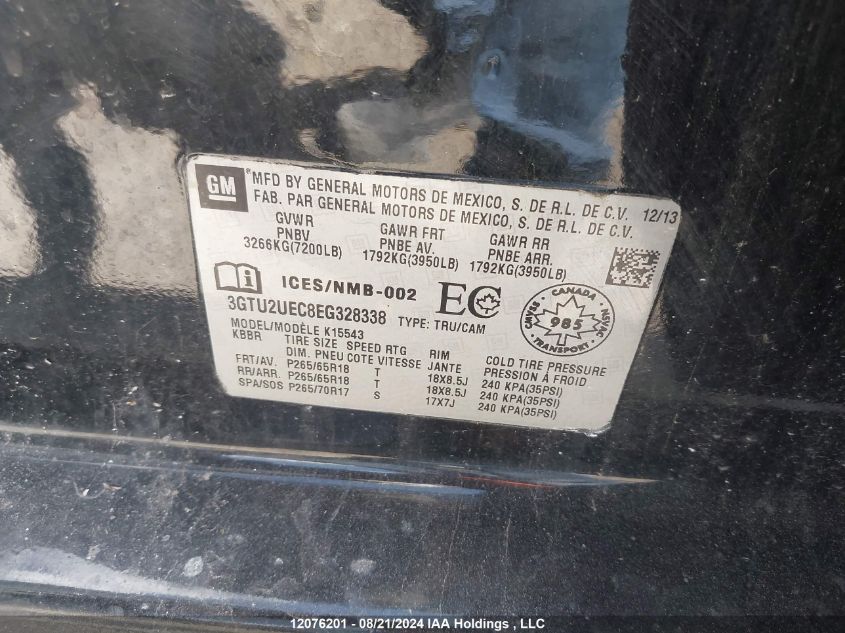 GM
MFD BY GENERAL MOTORS DE MEXICO, S. DE R.L. DE C.V. 12/13
FAB. PAR GENERAL MOTORS DE MEXICO, S. DE R.L. DE C.V.
GVWR GAWR FRT GAWR RR
PNBV PNBE AV. PNBE ARR.
3266KG(7200LB) 1792KG(3950LB) 1792KG(3950LB)
ICES/NMB-002 EC
3GTU2UEC8EG328338 TYPE: TRU/CAM
CANADA
985
TRANSPORT
MODEL/MODÈLE K15543
KBBR TIRE SIZE SPEED RTG RIM COLD TIRE PRESSURE
DIM. PNEU COTE VITESSE JANTE PRESSION À FROID
FRT/AV. P265/65R18 T 18X8.5J 240 KPA(35PSI)
RR/ARR. P265/65R18 T 18X8.5J 240 KPA(35PSI)
SPA/SOS P265/70R17 S 17X7J 240 KPA(35PSI)
12076201 - 08/21/2024 IAA Holdings , LLC